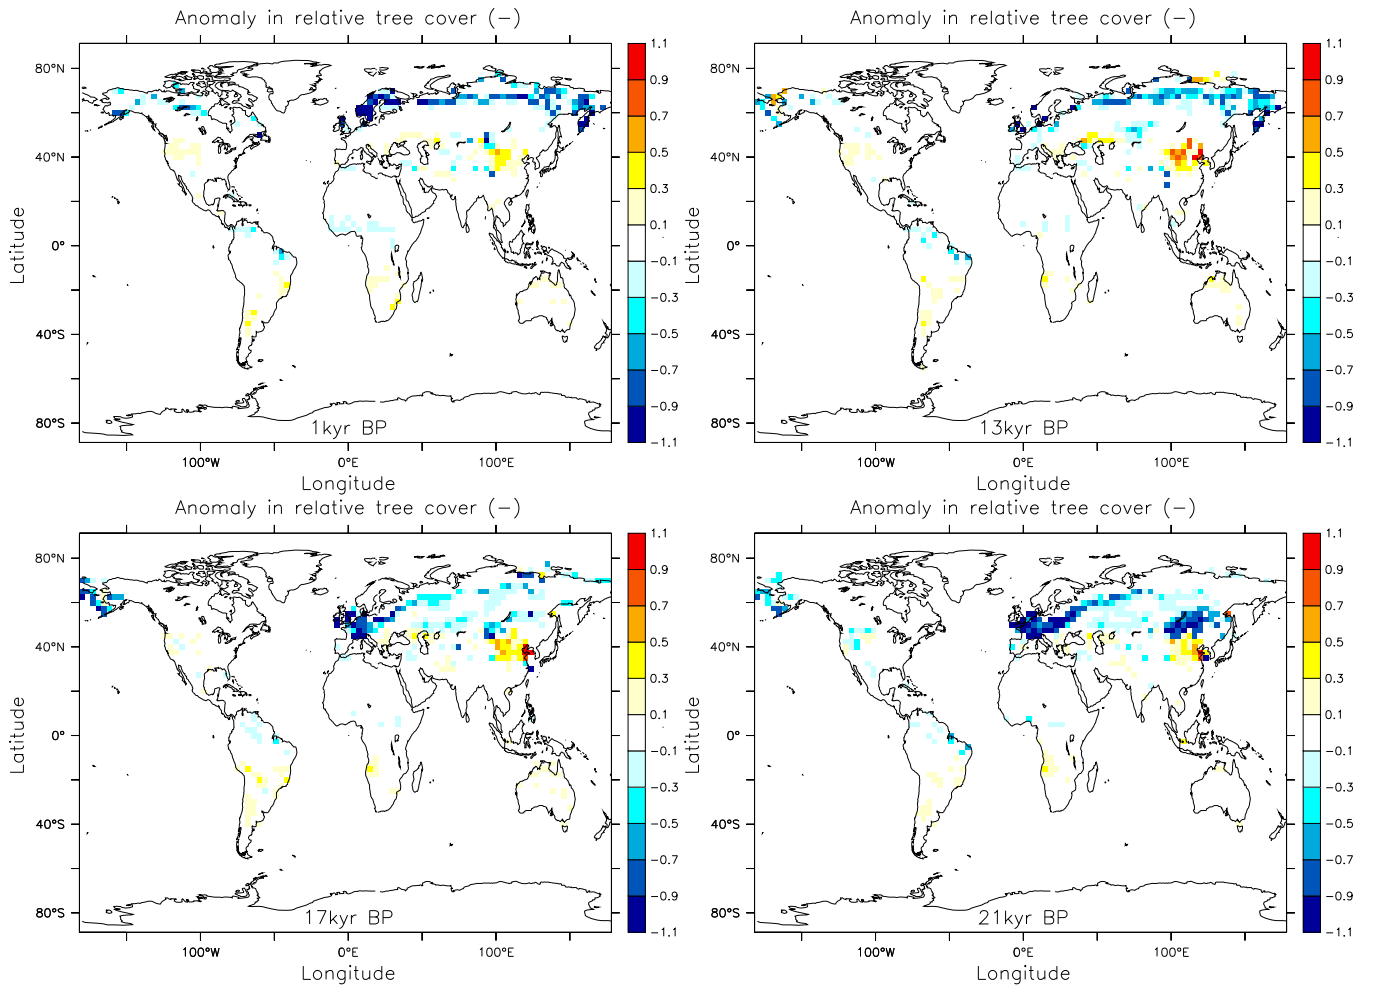 Anomaly in relative tree cover (−)
80°N
40°N
0°
40°S
80°S
Latitude
100°W
0°E
100°E
Longitude
1kyr BP
1.1
0.9
0.7
0.5
0.3
0.1
−0.1
−0.3
−0.5
−0.7
−0.9
−1.1
Anomaly in relative tree cover (−)
80°N
40°N
0°
40°S
80°S
Latitude
100°W
0°E
100°E
Longitude
13kyr BP
1.1
0.9
0.7
0.5
0.3
0.1
−0.1
−0.3
−0.5
−0.7
−0.9
−1.1
Anomaly in relative tree cover (−)
80°N
40°N
0°
40°S
80°S
Latitude
100°W
0°E
100°E
Longitude
17kyr BP
1.1
0.9
0.7
0.5
0.3
0.1
−0.1
−0.3
−0.5
−0.7
−0.9
−1.1
Anomaly in relative tree cover (−)
80°N
40°N
0°
40°S
80°S
Latitude
100°W
0°E
100°E
Longitude
21kyr BP
1.1
0.9
0.7
0.5
0.3
0.1
−0.1
−0.3
−0.5
−0.7
−0.9
−1.1